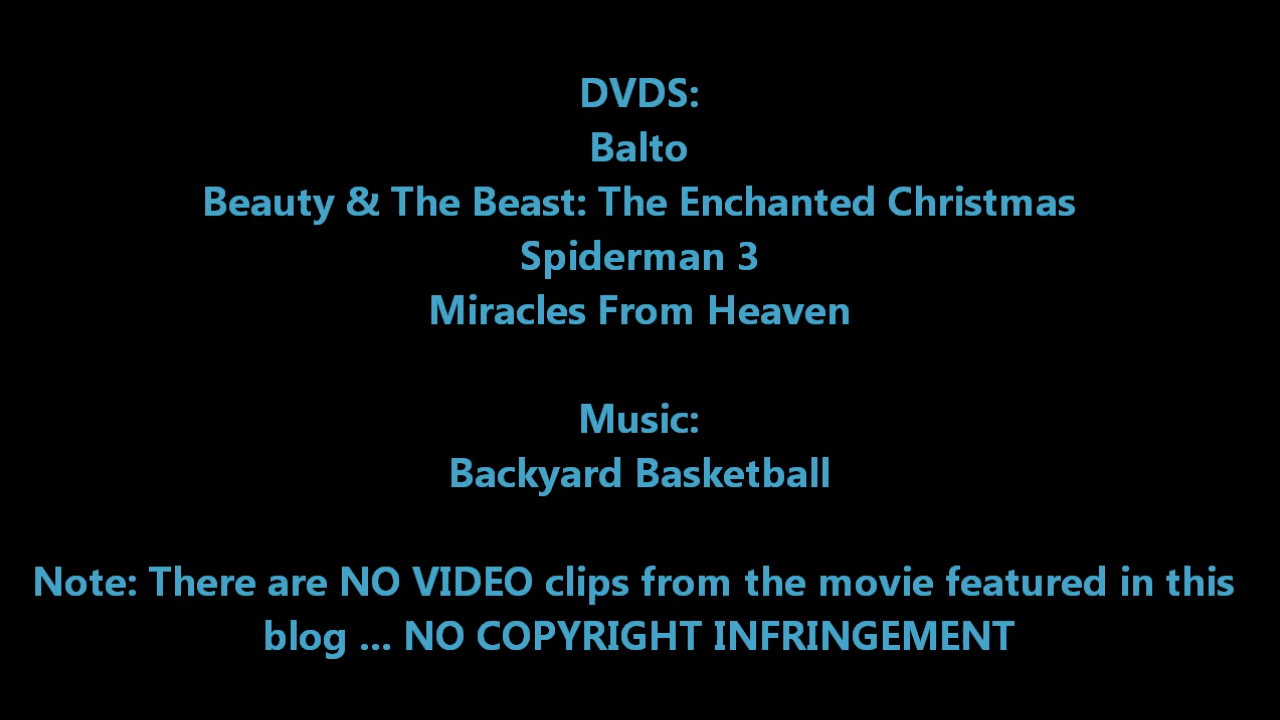 DVDS:
Balto
Beauty & The Beast: The Enchanted Christmas
Spiderman 3
Miracles From Heaven
Music:
Backyard Basketball
Note: There are NO VIDEO clips from the movie featured in this
blog ... NO COPYRIGHT INFRINGEMENT